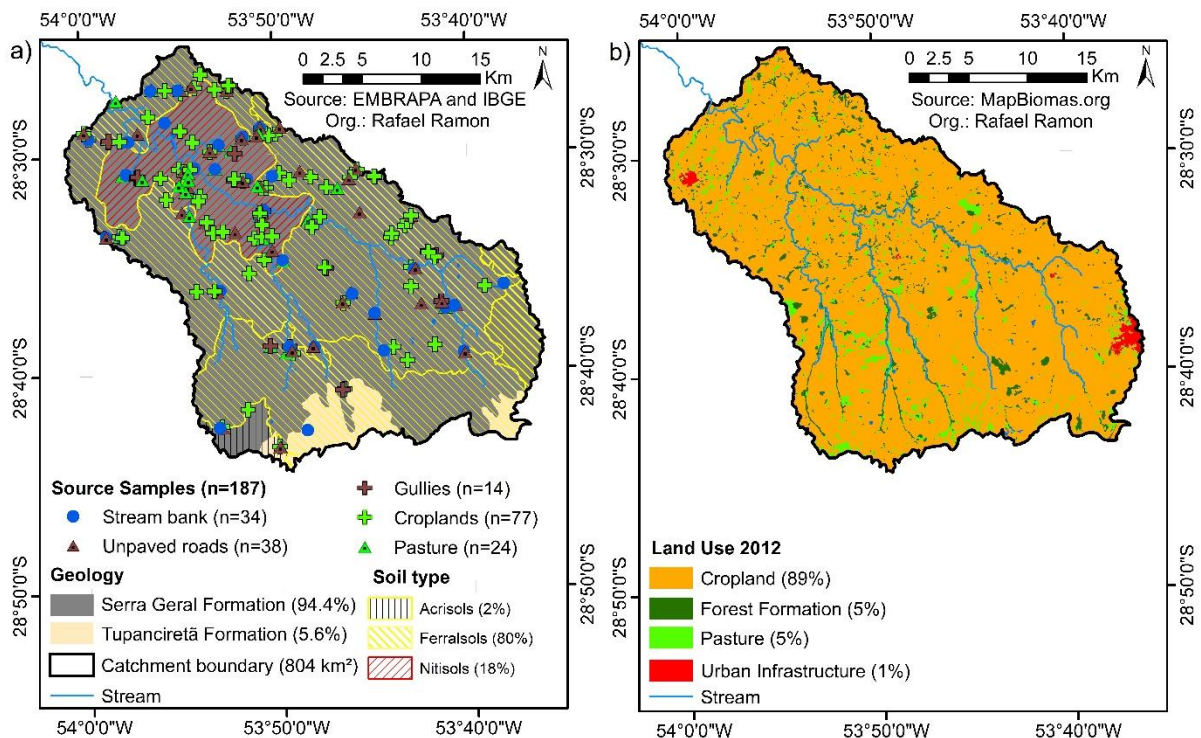 54°0'0"W 53°50'0"W 53°40'0"W
a)
0 2.5 5 10 15
Km
N
Source: EMBRAPA and IBGE
Org.: Rafael Ramon
28°30'0"S
28°40'0"S
28°50'0"S
Source Samples (n=187)
Stream bank (n=34)
Unpaved roads (n=38)
Gullies (n=14)
Croplands (n=77)
Pasture (n=24)
Geology
Serra Geral Formation (94.4%)
Tupanciretã Formation (5.6%)
Catchment boundary (804 km²)
Stream
Soil type
Acrisols (2%)
Ferralsols (80%)
Nitisols (18%)
28°30'0"S
28°40'0"S
28°50'0"S
54°0'0"W 53°50'0"W 53°40'0"W
54°0'0"W 53°50'0"W 53°40'0"W
b)
0 2.5 5 10 15
Km
N
Source: MapBiomas.org
Org.: Rafael Ramon
28°30'0"S
28°40'0"S
28°50'0"S
Land Use 2012
Cropland (89%)
Forest Formation (5%)
Pasture (5%)
Urban Infrastructure (1%)
Stream
28°30'0"S
28°40'0"S
28°50'0"S
54°0'0"W 53°50'0"W 53°40'0"W